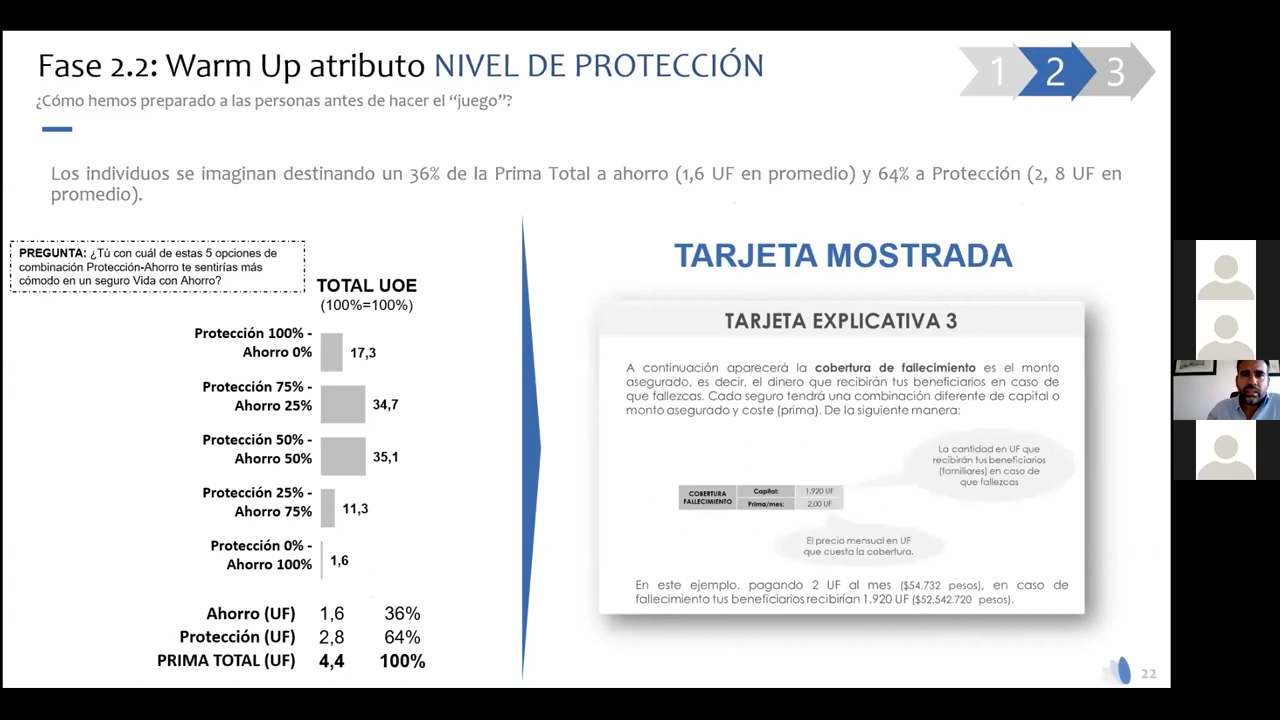 Fase 2.2: Warm Up atributo NIVEL DE PROTECCIÓN
¿Cómo hemos preparado a las personas antes de hacer el “juego”?
1 2 3
Los individuos se imaginan destinando un 36% de la Prima Total a ahorro (1,6 UF en promedio) y 64% a Protección (2, 8 UF en
promedio).
PREGUNTA: ¿Tú con cuál de estas 5 opciones de
combinación Protección-Ahorro te sentirías más
cómodo en un seguro Vida con Ahorro?
TOTAL UOE
(100%=100%)
Protección 100% -
Ahorro 0%
17,3
Protección 75% -
Ahorro 25%
34,7
Protección 50% -
Ahorro 50%
35,1
Protección 25% -
Ahorro 75%
11,3
Protección 0% -
Ahorro 100%
1,6
Ahorro (UF) 1,6 36%
Protección (UF) 2,8 64%
PRIMA TOTAL (UF) 4,4 100%
TARJETA MOSTRADA
TARJETA EXPLICATIVA 3
A continuación aparecerá la cobertura de fallecimiento es el monto
asegurado, es decir, el dinero que recibirán tus beneficiarios en caso de
que fallezcas. Cada seguro tendrá una combinación diferente de capital o
monto asegurado y coste (prima). De la siguiente manera:
La cantidad en UF que
recibirán tus beneficiarios
(familiares) en caso de
que fallezcas
COBERTURA
FALLECIMIENTO
Capital: 1.920 UF
Prima/mes: 2,00 UF
El precio mensual en UF
que cuesta la cobertura.
En este ejemplo, pagando 2 UF al mes ($54.732 pesos), en caso de
fallecimiento tus beneficiarios recibirían 1.920 UF ($52.542.720 pesos).
22